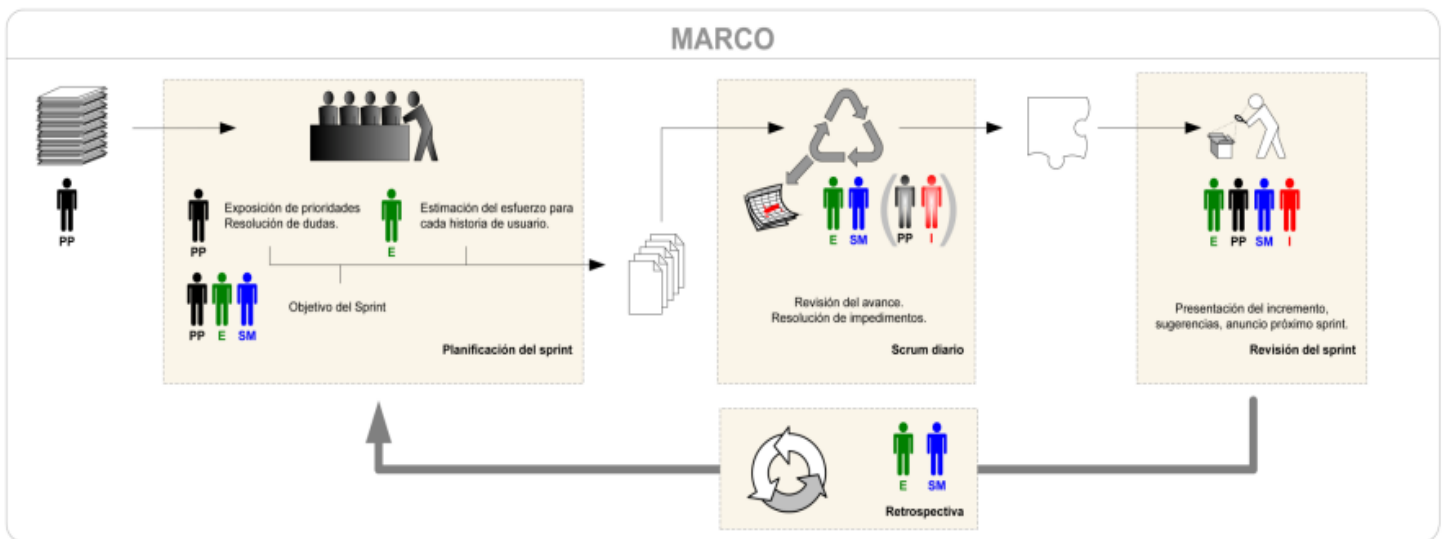 MARCO
PP
PP
Exposición de prioridades
Resolución de dudas.
E
Estimación del esfuerzo para
cada historia de usuario.
PP E SM
Objetivo del Sprint
Planificación del sprint
E SM ( PP I )
Revisión del avance.
Resolución de impedimentos.
Scrum diario
E PP SM I
Presentación del incremento,
sugerencias, anuncio próximo sprint.
Revisión del sprint
E SM
Retrospectiva